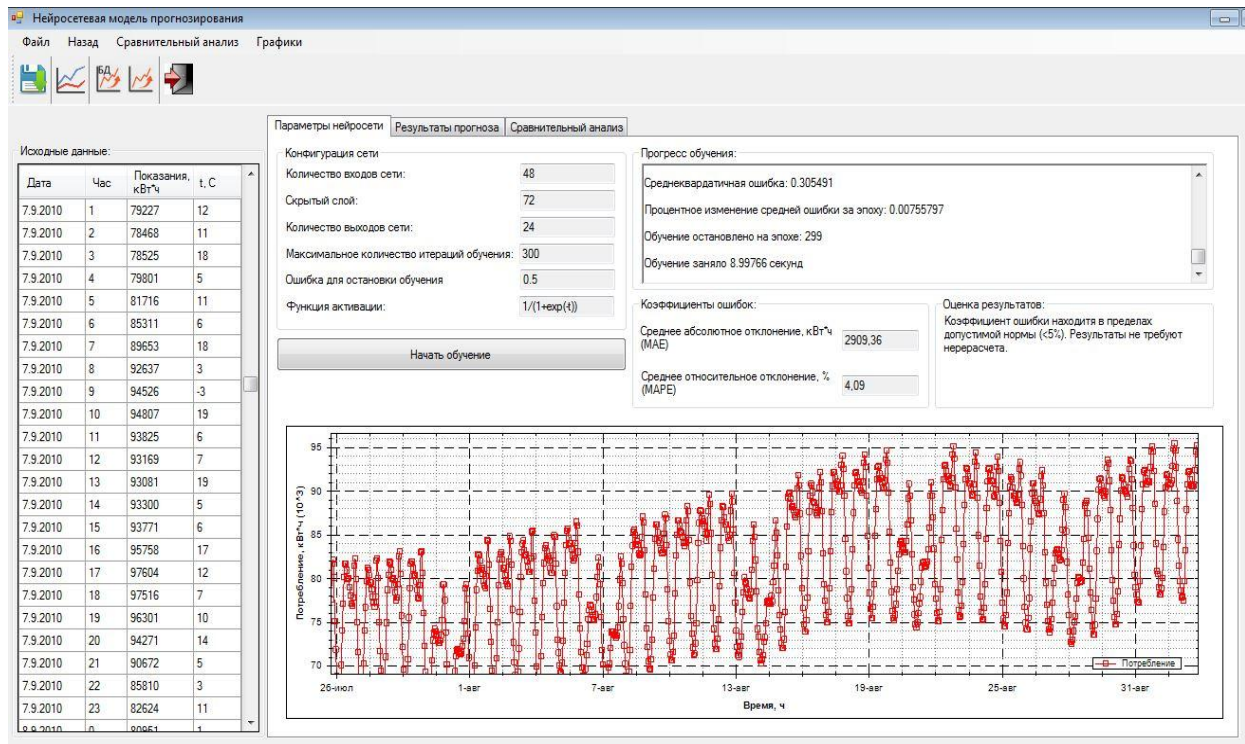 Нейросетевая модель прогнозирования
Файл Назад Сравнительный анализ Графики
БД
Параметры нейросети Результаты прогноза Сравнительный анализ
Исходные данные:
Дата Час Показания, кВт*ч t, C
7.9.2010 1 79227 12
7.9.2010 2 78468 11
7.9.2010 3 78525 18
7.9.2010 4 79801 5
7.9.2010 5 81716 11
7.9.2010 6 85311 6
7.9.2010 7 89653 18
7.9.2010 8 92637 3
7.9.2010 9 94526 -3
7.9.2010 10 94807 19
7.9.2010 11 93825 6
7.9.2010 12 93169 7
7.9.2010 13 93081 19
7.9.2010 14 93300 5
7.9.2010 15 93771 6
7.9.2010 16 95758 17
7.9.2010 17 97604 12
7.9.2010 18 97516 7
7.9.2010 19 96301 10
7.9.2010 20 94271 14
7.9.2010 21 90672 5
7.9.2010 22 85810 3
7.9.2010 23 82624 11
8.9.2010 0 80951 1
Конфигурация сети
Количество входов сети: 48
Скрытый слой: 72
Количество выходов сети: 24
Максимальное количество итераций обучения: 300
Ошибка для остановки обучения 0.5
Функция активации: 1/(1+exp(-t))
Начать обучение
Прогресс обучения:
Среднеквардатичная ошибка: 0.305491
Процентное изменение средней ошибки за эпоху: 0.00755797
Обучение остановлено на эпохе: 299
Обучение заняло 8.99766 секунд
Коэффициенты ошибок:
Среднее абсолютное отклонение, кВт*ч
(MAE)
2909,36
Среднее относительное отклонение, %
(MAPE)
4,09
Оценка результатов:
Коэффициент ошибки находитя в пределах
допустимой нормы (<5%). Результаты не требуют
нерерасчета.
Потребление, кВт*ч (10^3)
95
90
85
80
75
70
Потребление
26-июл 1-авг 7-авг 13-авг 19-авг 25-авг 31-авг
Время, ч